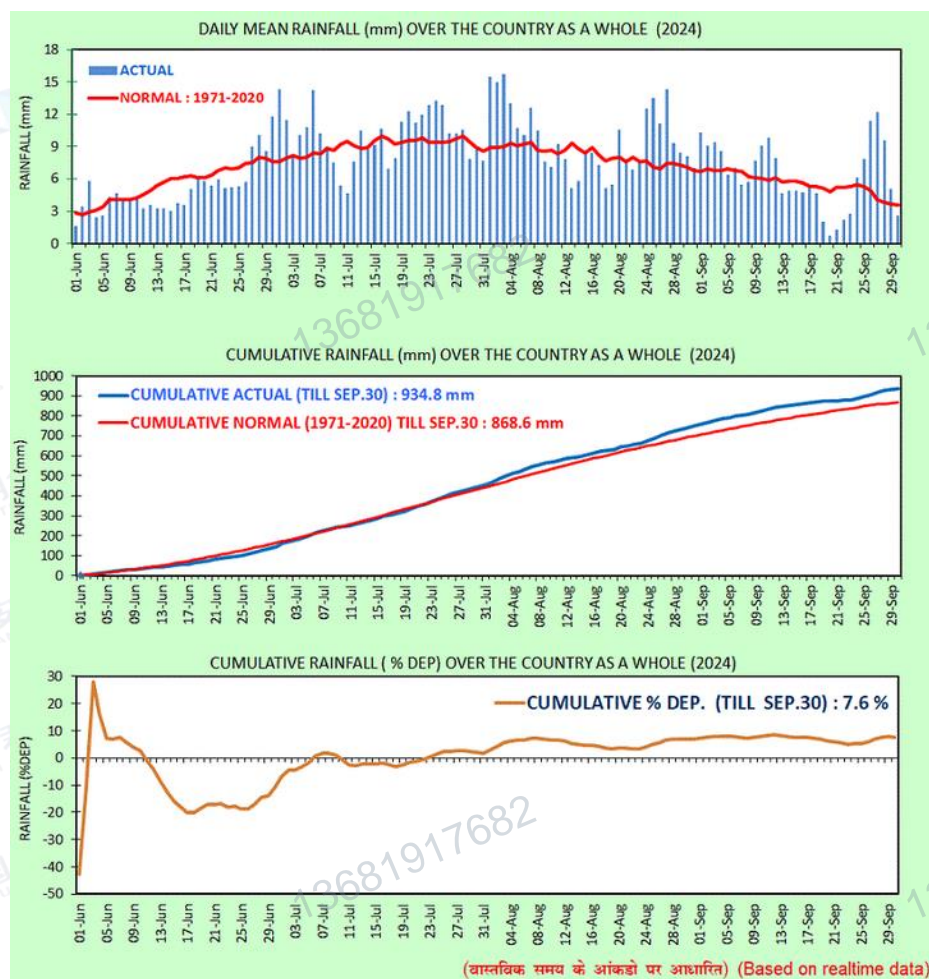 DAILY MEAN RAINFALL (mm) OVER THE COUNTRY AS A WHOLE (2024)
RAINFALL (mm)
18
15
12
9
6
3
0
ACTUAL
NORMAL : 1971-2020
01-Jun 05-Jun 09-Jun 13-Jun 17-Jun 21-Jun 25-Jun 29-Jun 03-Jul 07-Jul 11-Jul 15-Jul 19-Jul 23-Jul 27-Jul 31-Jul 04-Aug 08-Aug 12-Aug 16-Aug 20-Aug 24-Aug 28-Aug 01-Sep 05-Sep 09-Sep 13-Sep 17-Sep 21-Sep 25-Sep 29-Sep
CUMULATIVE RAINFALL (mm) OVER THE COUNTRY AS A WHOLE (2024)
RAINFALL (mm)
1000
900
800
700
600
500
400
300
200
100
0
CUMULATIVE ACTUAL (TILL SEP.30) : 934.8 mm
CUMULATIVE NORMAL (1971-2020) TILL SEP.30 : 868.6 mm
01-Jun 05-Jun 09-Jun 13-Jun 17-Jun 21-Jun 25-Jun 29-Jun 03-Jul 07-Jul 11-Jul 15-Jul 19-Jul 23-Jul 27-Jul 31-Jul 04-Aug 08-Aug 12-Aug 16-Aug 20-Aug 24-Aug 28-Aug 01-Sep 05-Sep 09-Sep 13-Sep 17-Sep 21-Sep 25-Sep 29-Sep
CUMULATIVE RAINFALL ( % DEP) OVER THE COUNTRY AS A WHOLE (2024)
RAINFALL (%DEP)
30
20
10
0
-10
-20
-30
-40
-50
CUMULATIVE % DEP. (TILL SEP.30) : 7.6 %
01-Jun 05-Jun 09-Jun 13-Jun 17-Jun 21-Jun 25-Jun 29-Jun 03-Jul 07-Jul 11-Jul 15-Jul 19-Jul 23-Jul 27-Jul 31-Jul 04-Aug 08-Aug 12-Aug 16-Aug 20-Aug 24-Aug 28-Aug 01-Sep 05-Sep 09-Sep 13-Sep 17-Sep 21-Sep 25-Sep 29-Sep
(वास्तविक समय के आंकडो पर आधारित) (Based on realtime data)
13681917682
13681917682